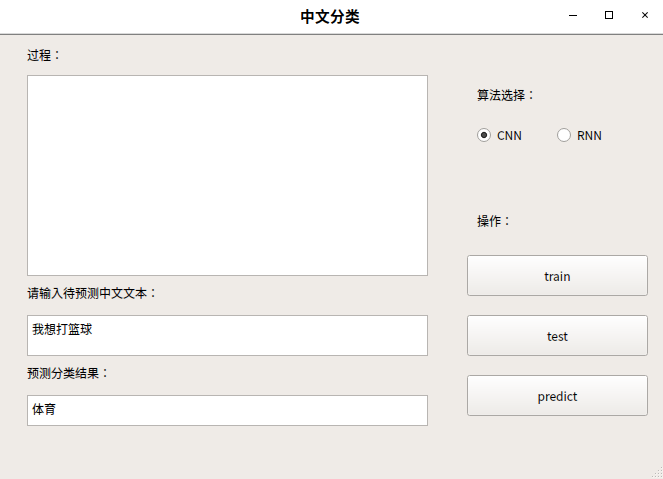 中文分类
过程：
算法选择：
CNN
RNN
操作：
train
请输入待预测中文文本：
我想打篮球
test
预测分类结果：
体育
predict